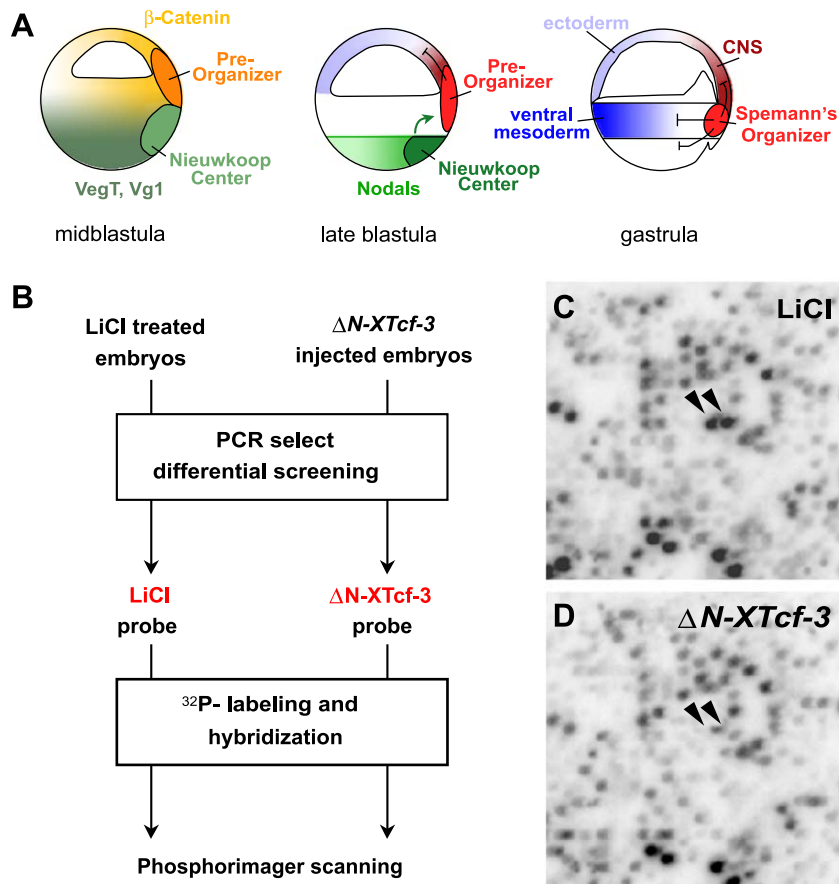 A
β-Catenin
Pre-
Organizer
Nieuwkoop
Center
VegT, Vg1
midblastula
Pre-
Organizer
Nieuwkoop
Center
Nodals
late blastula
ectoderm
CNS
ventral
mesoderm
Spemann's
Organizer
gastrula
B
LiCl treated
embryos
ΔN-XTcf-3
injected embryos
PCR select
differential screening
LiCl
probe
ΔN-XTcf-3
probe
³²P- labeling and
hybridization
Phosphorimager scanning
C
LiCl
D
ΔN-XTcf-3